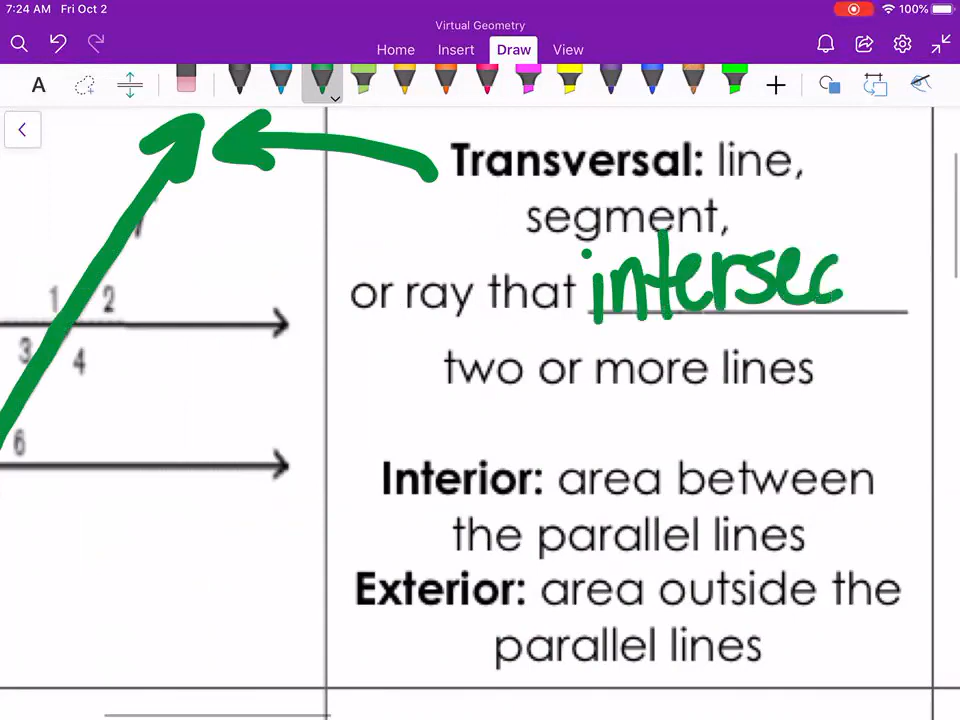 7:24 AM Fri Oct 2
100%
Virtual Geometry
Home Insert Draw View
A
Transversal: line,
segment,
or ray that intersec
two or more lines
1 2
3 4
6
Interior: area between
the parallel lines
Exterior: area outside the
parallel lines